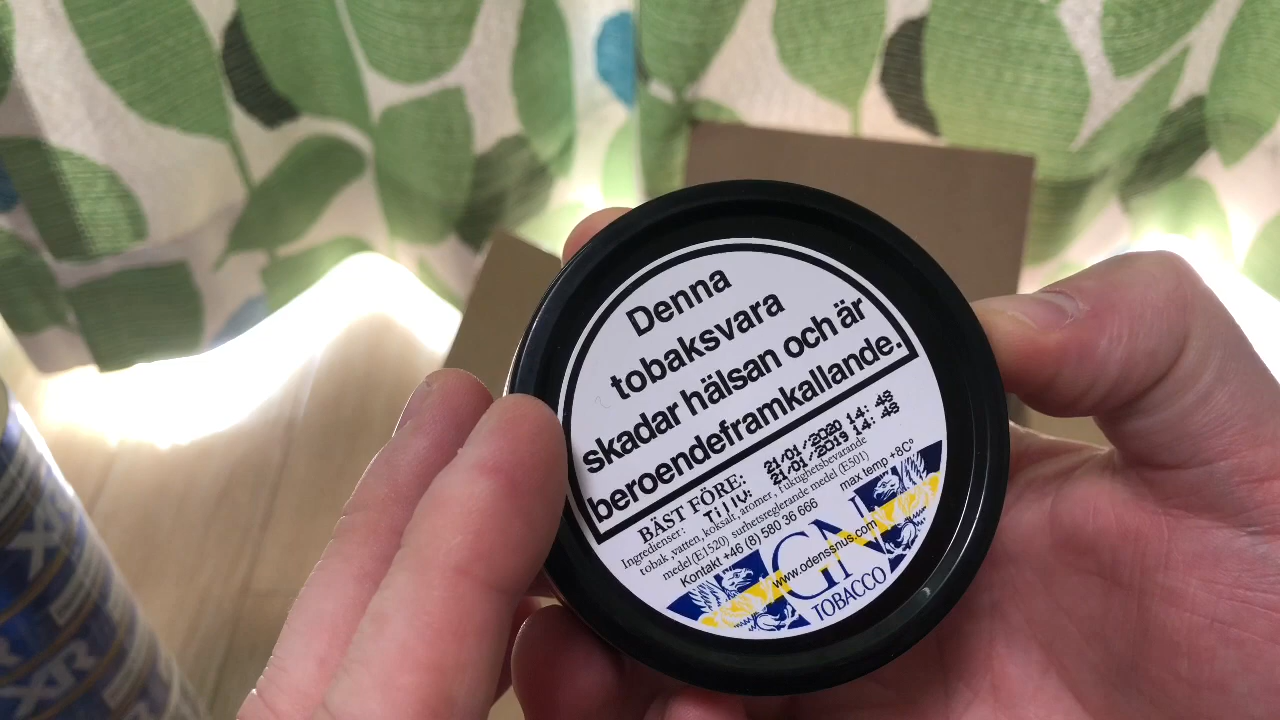 Denna
tobaksvara
skadar hälsan och är
beroendeframkallande.
BÄST FÖRE: 21/01/2020 14:48
Tillv: 21/01/2019 14:48
Ingredienser:
tobak ,vatten, koksalt, aromer, Fuktighetsbevarande
medel (E1520) surhetsreglerande medel (E501)
Kontakt +46 (8) 580 36 666 max temp +8C°
GN
www.odenssnus.com
TOBACCO
XR
XR